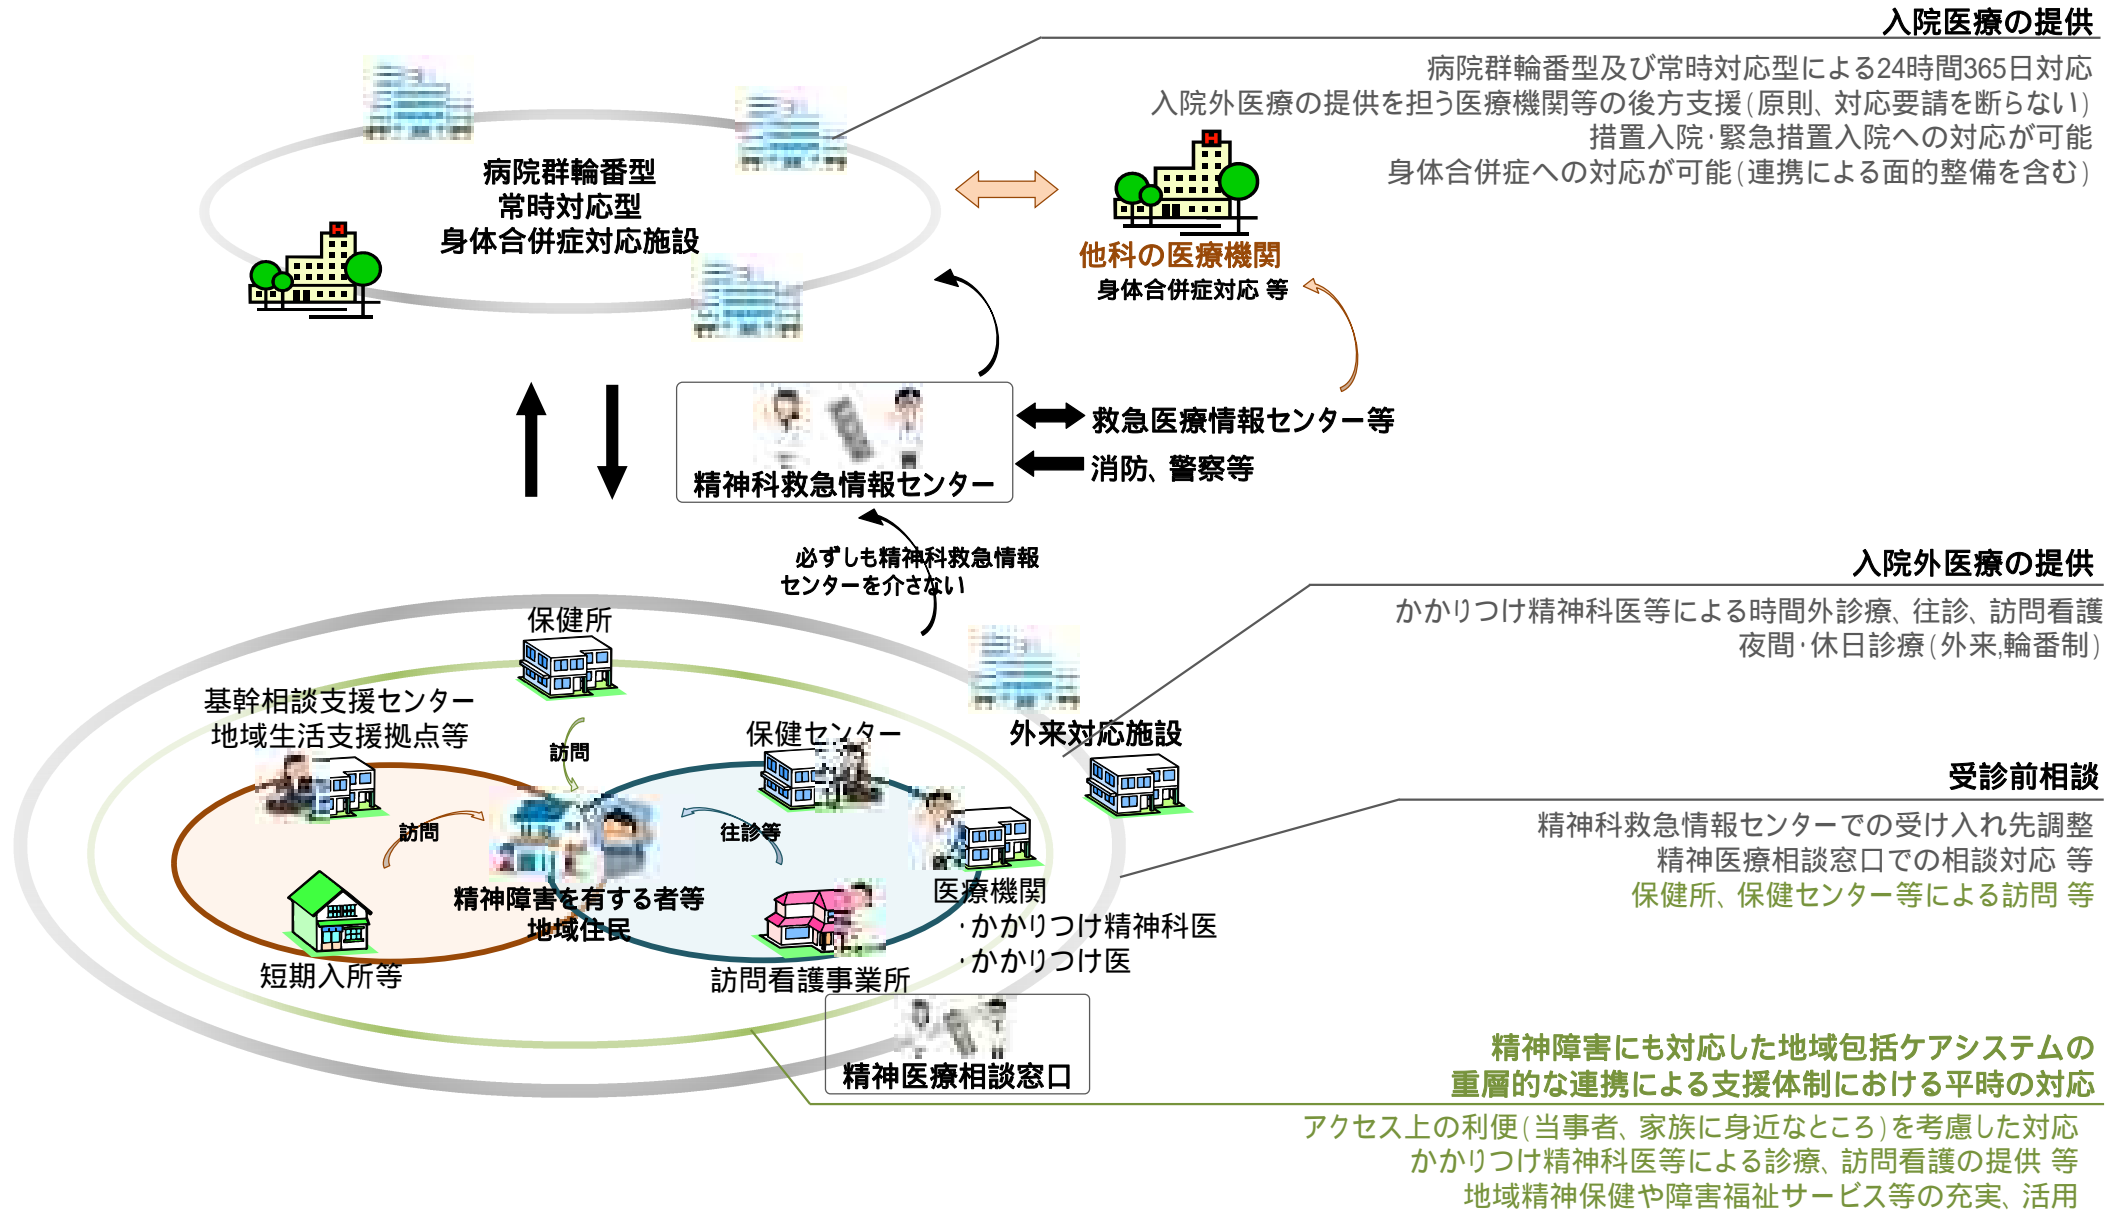 入院医療の提供
病院群輪番型及び常時対応型による24時間365日対応
入院外医療の提供を担う医療機関等の後方支援(原則、対応要請を断らない)
措置入院・緊急措置入院への対応が可能
身体合併症への対応が可能(連携による面的整備を含む)
病院群輪番型
常時対応型
身体合併症対応施設
他科の医療機関
身体合併症対応 等
救急医療情報センター等
消防、警察等
精神科救急情報センター
必ずしも精神科救急情報
センターを介さない
入院外医療の提供
かかりつけ精神科医等による時間外診療、往診、訪問看護
夜間・休日診療(外来,輪番制)
保健所
基幹相談支援センター
地域生活支援拠点等
訪問
保健センター
外来対応施設
訪問
往診等
受診前相談
精神科救急情報センターでの受け入れ先調整
精神医療相談窓口での相談対応 等
保健所、保健センター等による訪問 等
精神障害を有する者等
地域住民
医療機関
・かかりつけ精神科医
・かかりつけ医
短期入所等
訪問看護事業所
精神医療相談窓口
精神障害にも対応した地域包括ケアシステムの
重層的な連携による支援体制における平時の対応
アクセス上の利便(当事者、家族に身近なところ)を考慮した対応
かかりつけ精神科医等による診療、訪問看護の提供 等
地域精神保健や障害福祉サービス等の充実、活用